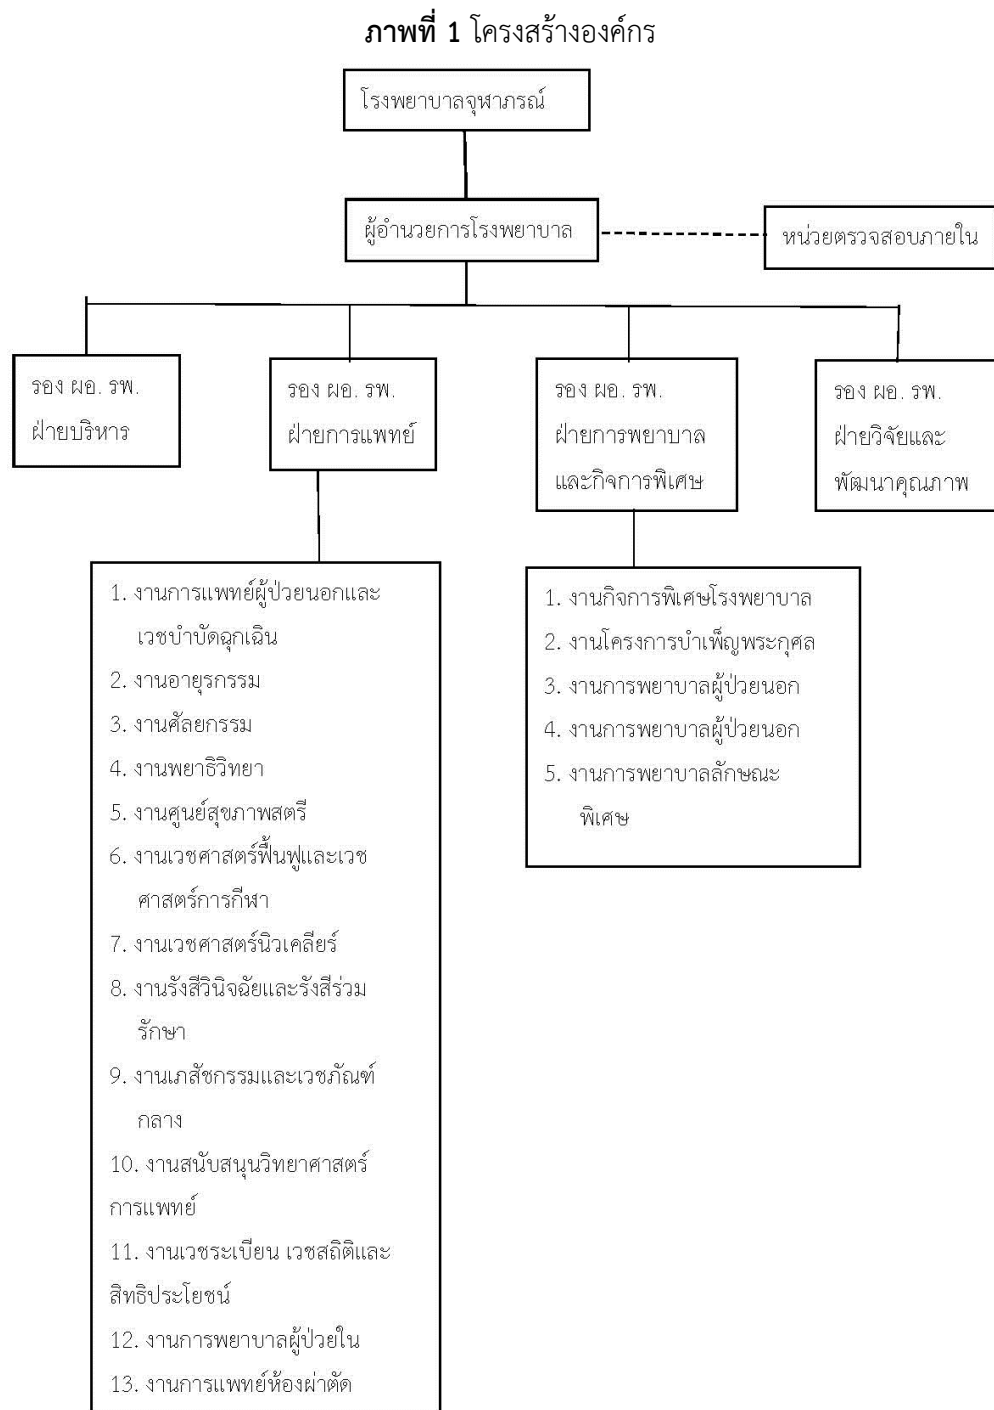 ภาพที่ 1 โครงสร้างองค์กร
โรงพยาบาลจุฬาภรณ์
ผู้อำนวยการโรงพยาบาล
หน่วยตรวจสอบภายใน
รอง ผอ. รพ.
ฝ่ายบริหาร
รอง ผอ. รพ.
ฝ่ายการแพทย์
รอง ผอ. รพ.
ฝ่ายการพยาบาล
และกิจการพิเศษ
รอง ผอ. รพ.
ฝ่ายวิจัยและ
พัฒนาคุณภาพ
1. งานการแพทย์ผู้ป่วยนอกและ
เวชบำบัดฉุกเฉิน
2. งานอายุรกรรม
3. งานศัลยกรรม
4. งานพยาธิวิทยา
5. งานศูนย์สุขภาพสตรี
6. งานเวชศาสตร์ฟื้นฟูและเวช
ศาสตร์การกีฬา
7. งานเวชศาสตร์นิวเคลียร์
8. งานรังสีวินิจฉัยและรังสีร่วม
รักษา
9. งานเภสัชกรรมและเวชภัณฑ์
กลาง
10. งานสนับสนุนวิทยาศาสตร์
การแพทย์
11. งานเวชระเบียน เวชสถิติและ
สิทธิประโยชน์
12. งานการพยาบาลผู้ป่วยใน
13. งานการแพทย์ห้องผ่าตัด
1. งานกิจการพิเศษโรงพยาบาล
2. งานโครงการบำเพ็ญพระกุศล
3. งานการพยาบาลผู้ป่วยนอก
4. งานการพยาบาลผู้ป่วยนอก
5. งานการพยาบาลลักษณะ
พิเศษ